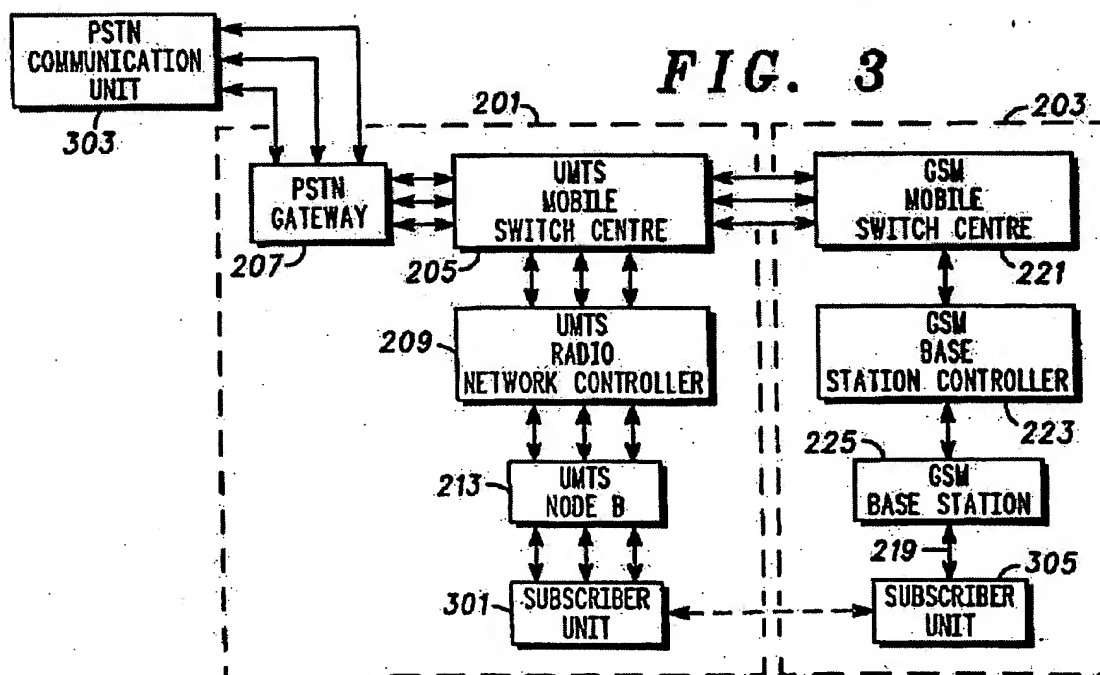 PSTN
COMMUNICATION
UNIT
303
FIG. 3
201
203
PSTN
GATEWAY
207
UMTS
MOBILE
SWITCH CENTRE
205
GSM
MOBILE
SWITCH CENTRE
221
209
UMTS
RADIO
NETWORK CONTROLLER
GSM
BASE
STATION CONTROLLER
223
213
UMTS
NODE B
225
GSM
BASE STATION
219
305
301
SUBSCRIBER
UNIT
SUBSCRIBER
UNIT